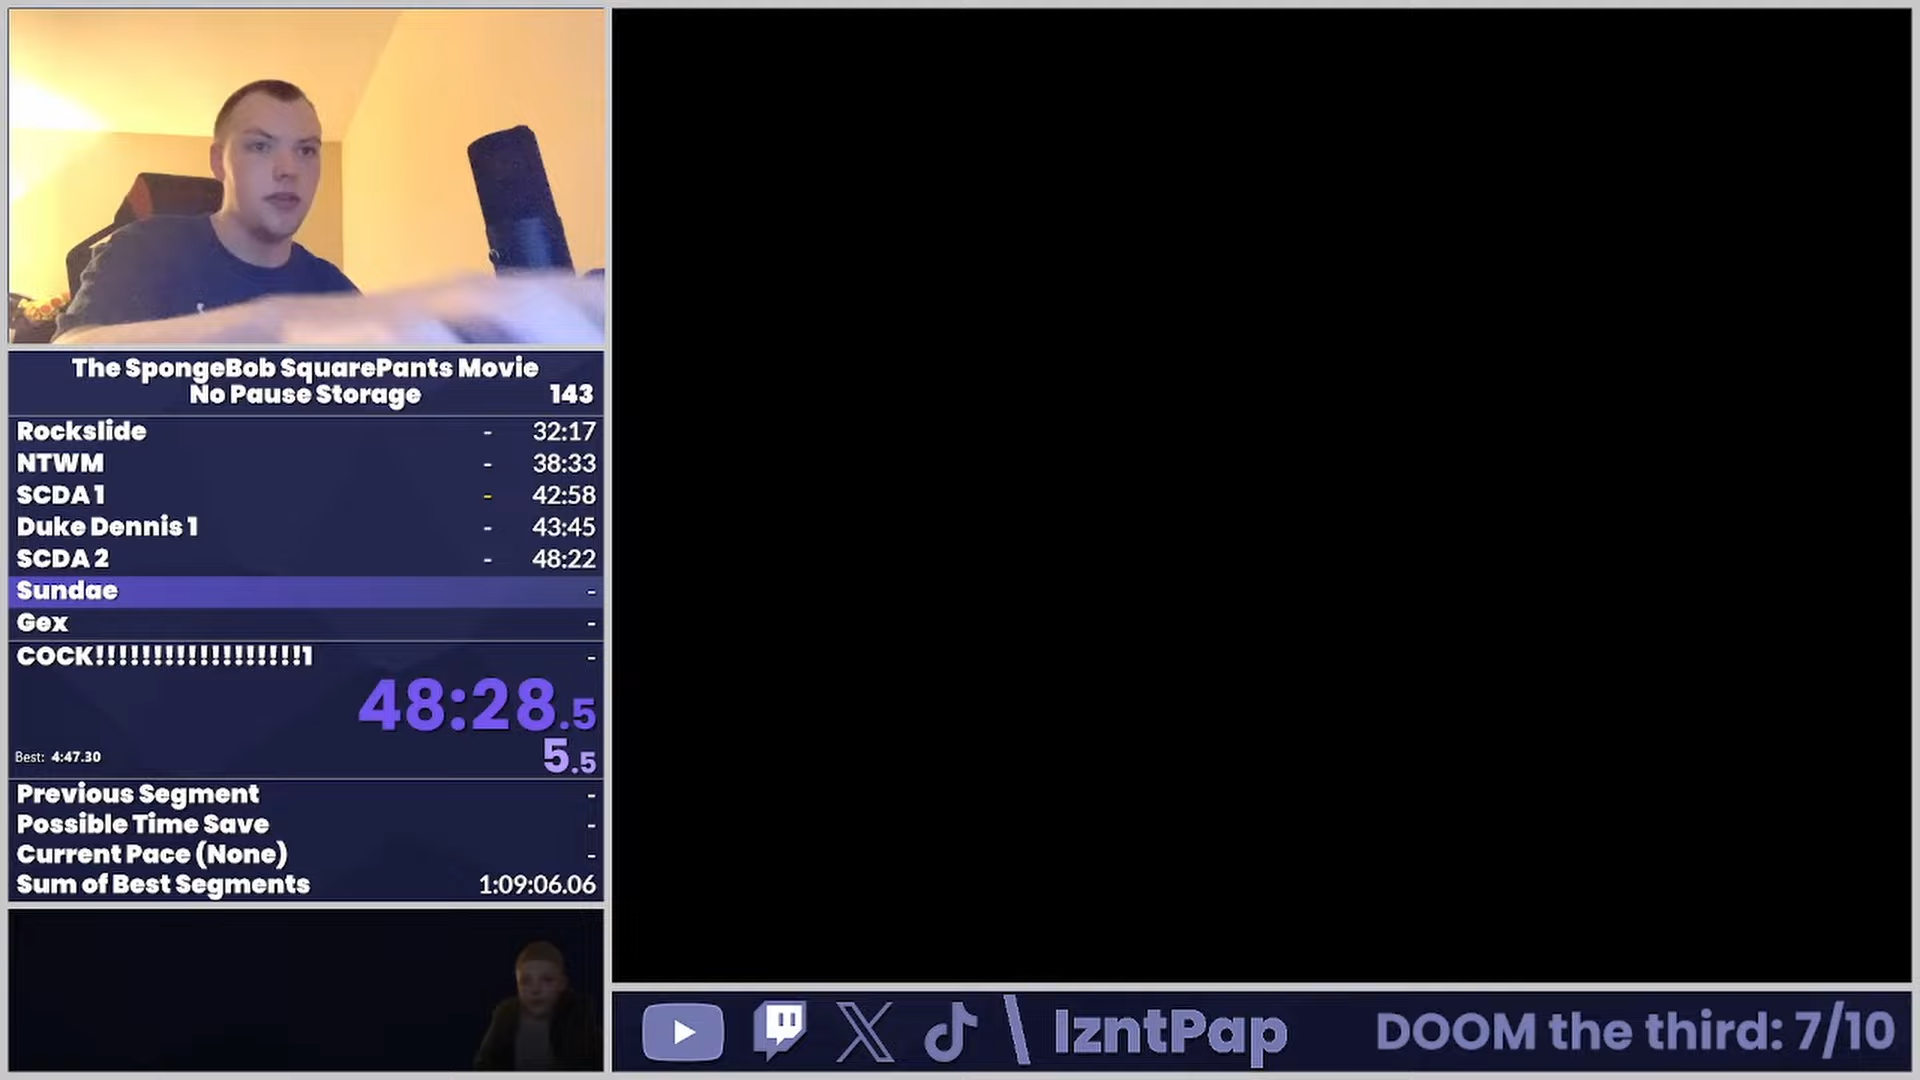 The SpongeBob SquarePants Movie
No Pause Storage 143
Rockslide - 32:17
NTWM - 38:33
SCDA 1 - 42:58
Duke Dennis 1 - 43:45
SCDA 2 - 48:22
Sundae -
Gex -
COCK!!!!!!!!!!!!!!!!!!1 -
48:28.5
Best: 4:47.30 5.5
Previous Segment -
Possible Time Save -
Current Pace (None) -
Sum of Best Segments 1:09:06.06
\ IzntPap DOOM the third: 7/10